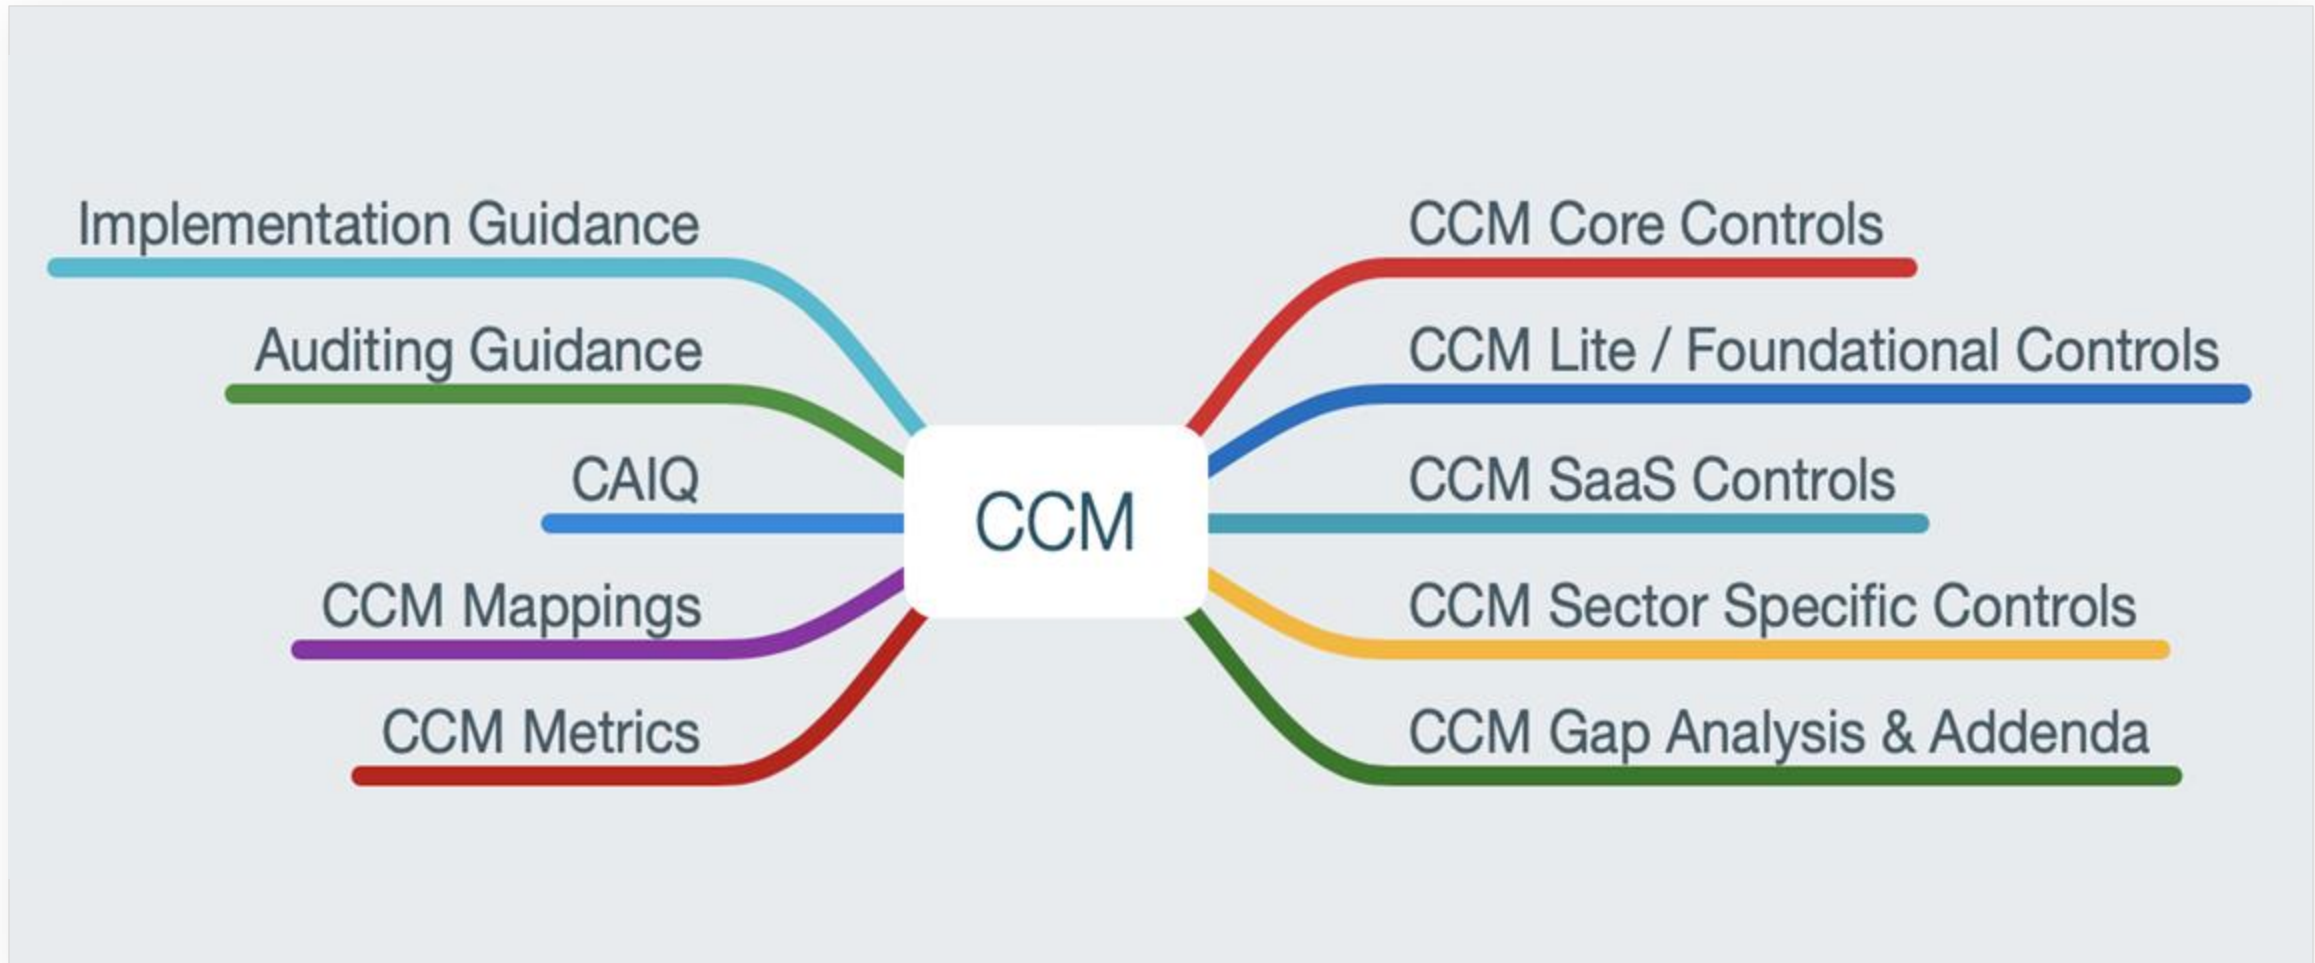 Implementation Guidance
Auditing Guidance
CAIQ
CCM Mappings
CCM Metrics
CCM
CCM Core Controls
CCM Lite / Foundational Controls
CCM SaaS Controls
CCM Sector Specific Controls
CCM Gap Analysis & Addenda